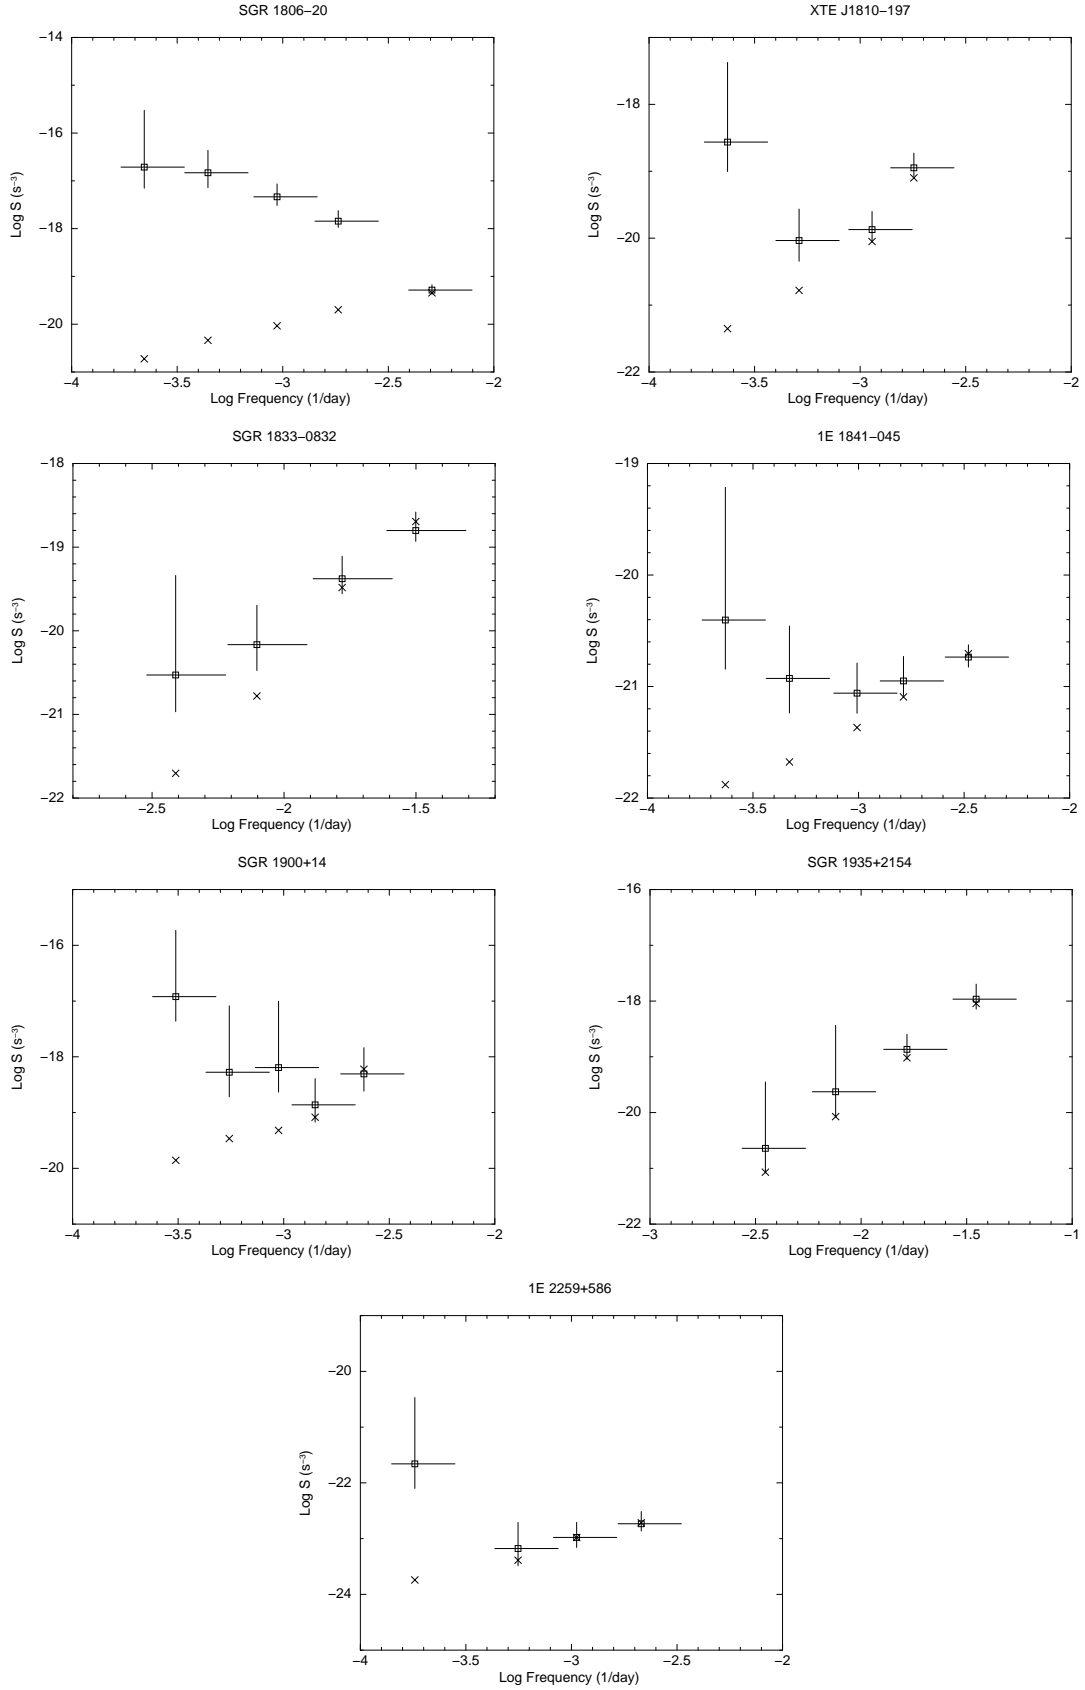 SGR 1806−20
−14
−16
−18
−20
Log S (s⁻³)
−4
−3.5
−3
−2.5
−2
Log Frequency (1/day)
XTE J1810−197
−18
−20
−22
Log S (s⁻³)
−4
−3.5
−3
−2.5
−2
Log Frequency (1/day)
SGR 1833−0832
−18
−19
−20
−21
−22
Log S (s⁻³)
−2.5
−2
−1.5
Log Frequency (1/day)
1E 1841−045
−19
−20
−21
−22
Log S (s⁻³)
−4
−3.5
−3
−2.5
−2
Log Frequency (1/day)
SGR 1900+14
−16
−18
−20
Log S (s⁻³)
−4
−3.5
−3
−2.5
−2
Log Frequency (1/day)
SGR 1935+2154
−16
−18
−20
−22
Log S (s⁻³)
−3
−2.5
−2
−1.5
−1
Log Frequency (1/day)
1E 2259+586
−20
−22
−24
Log S (s⁻³)
−4
−3.5
−3
−2.5
−2
Log Frequency (1/day)